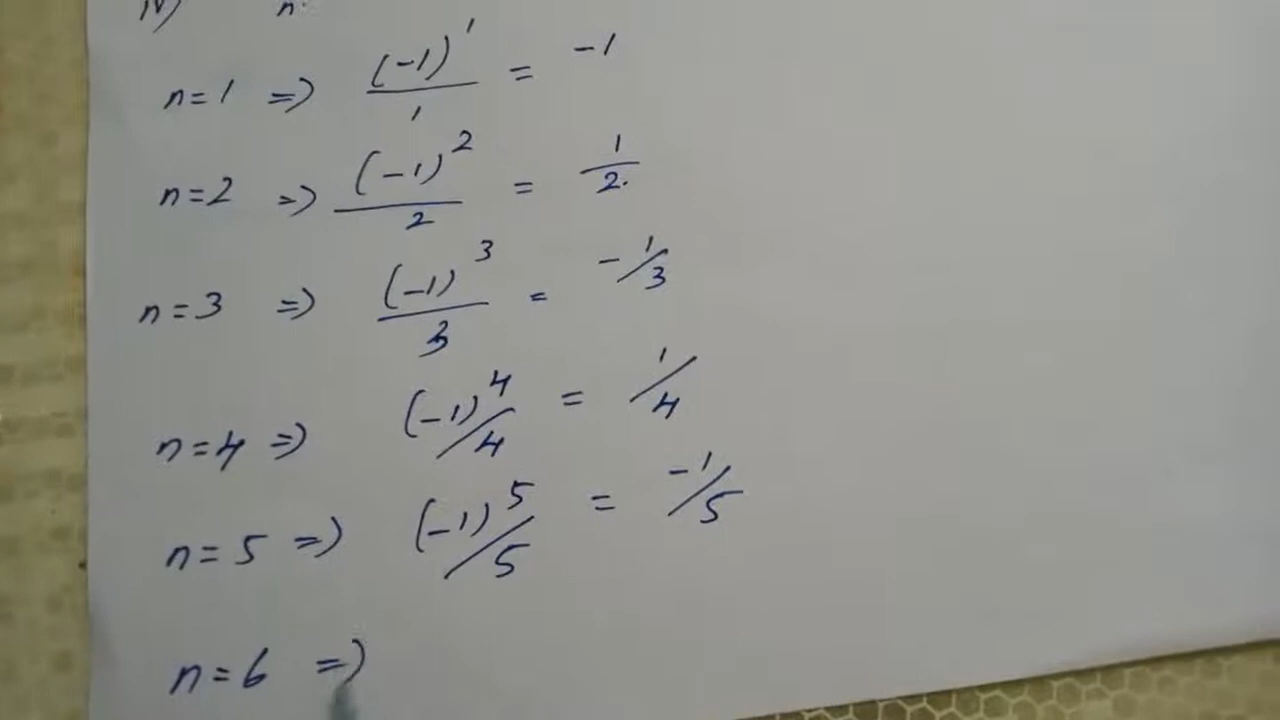 iv) n
n=1 => (-1)^1/1 = -1
n=2 => (-1)^2/2 = 1/2.
n=3 => (-1)^3/3 = -1/3
n=4 => (-1)^4/4 = 1/4
n=5 => (-1)^5/5 = -1/5
n=6 =>